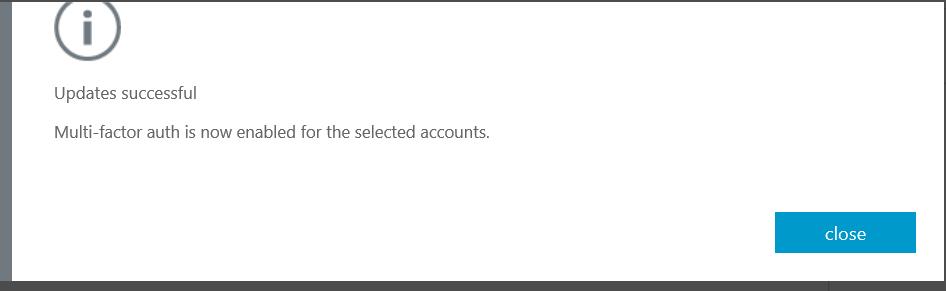 Updates successful
Multi-factor auth is now enabled for the selected accounts.
close